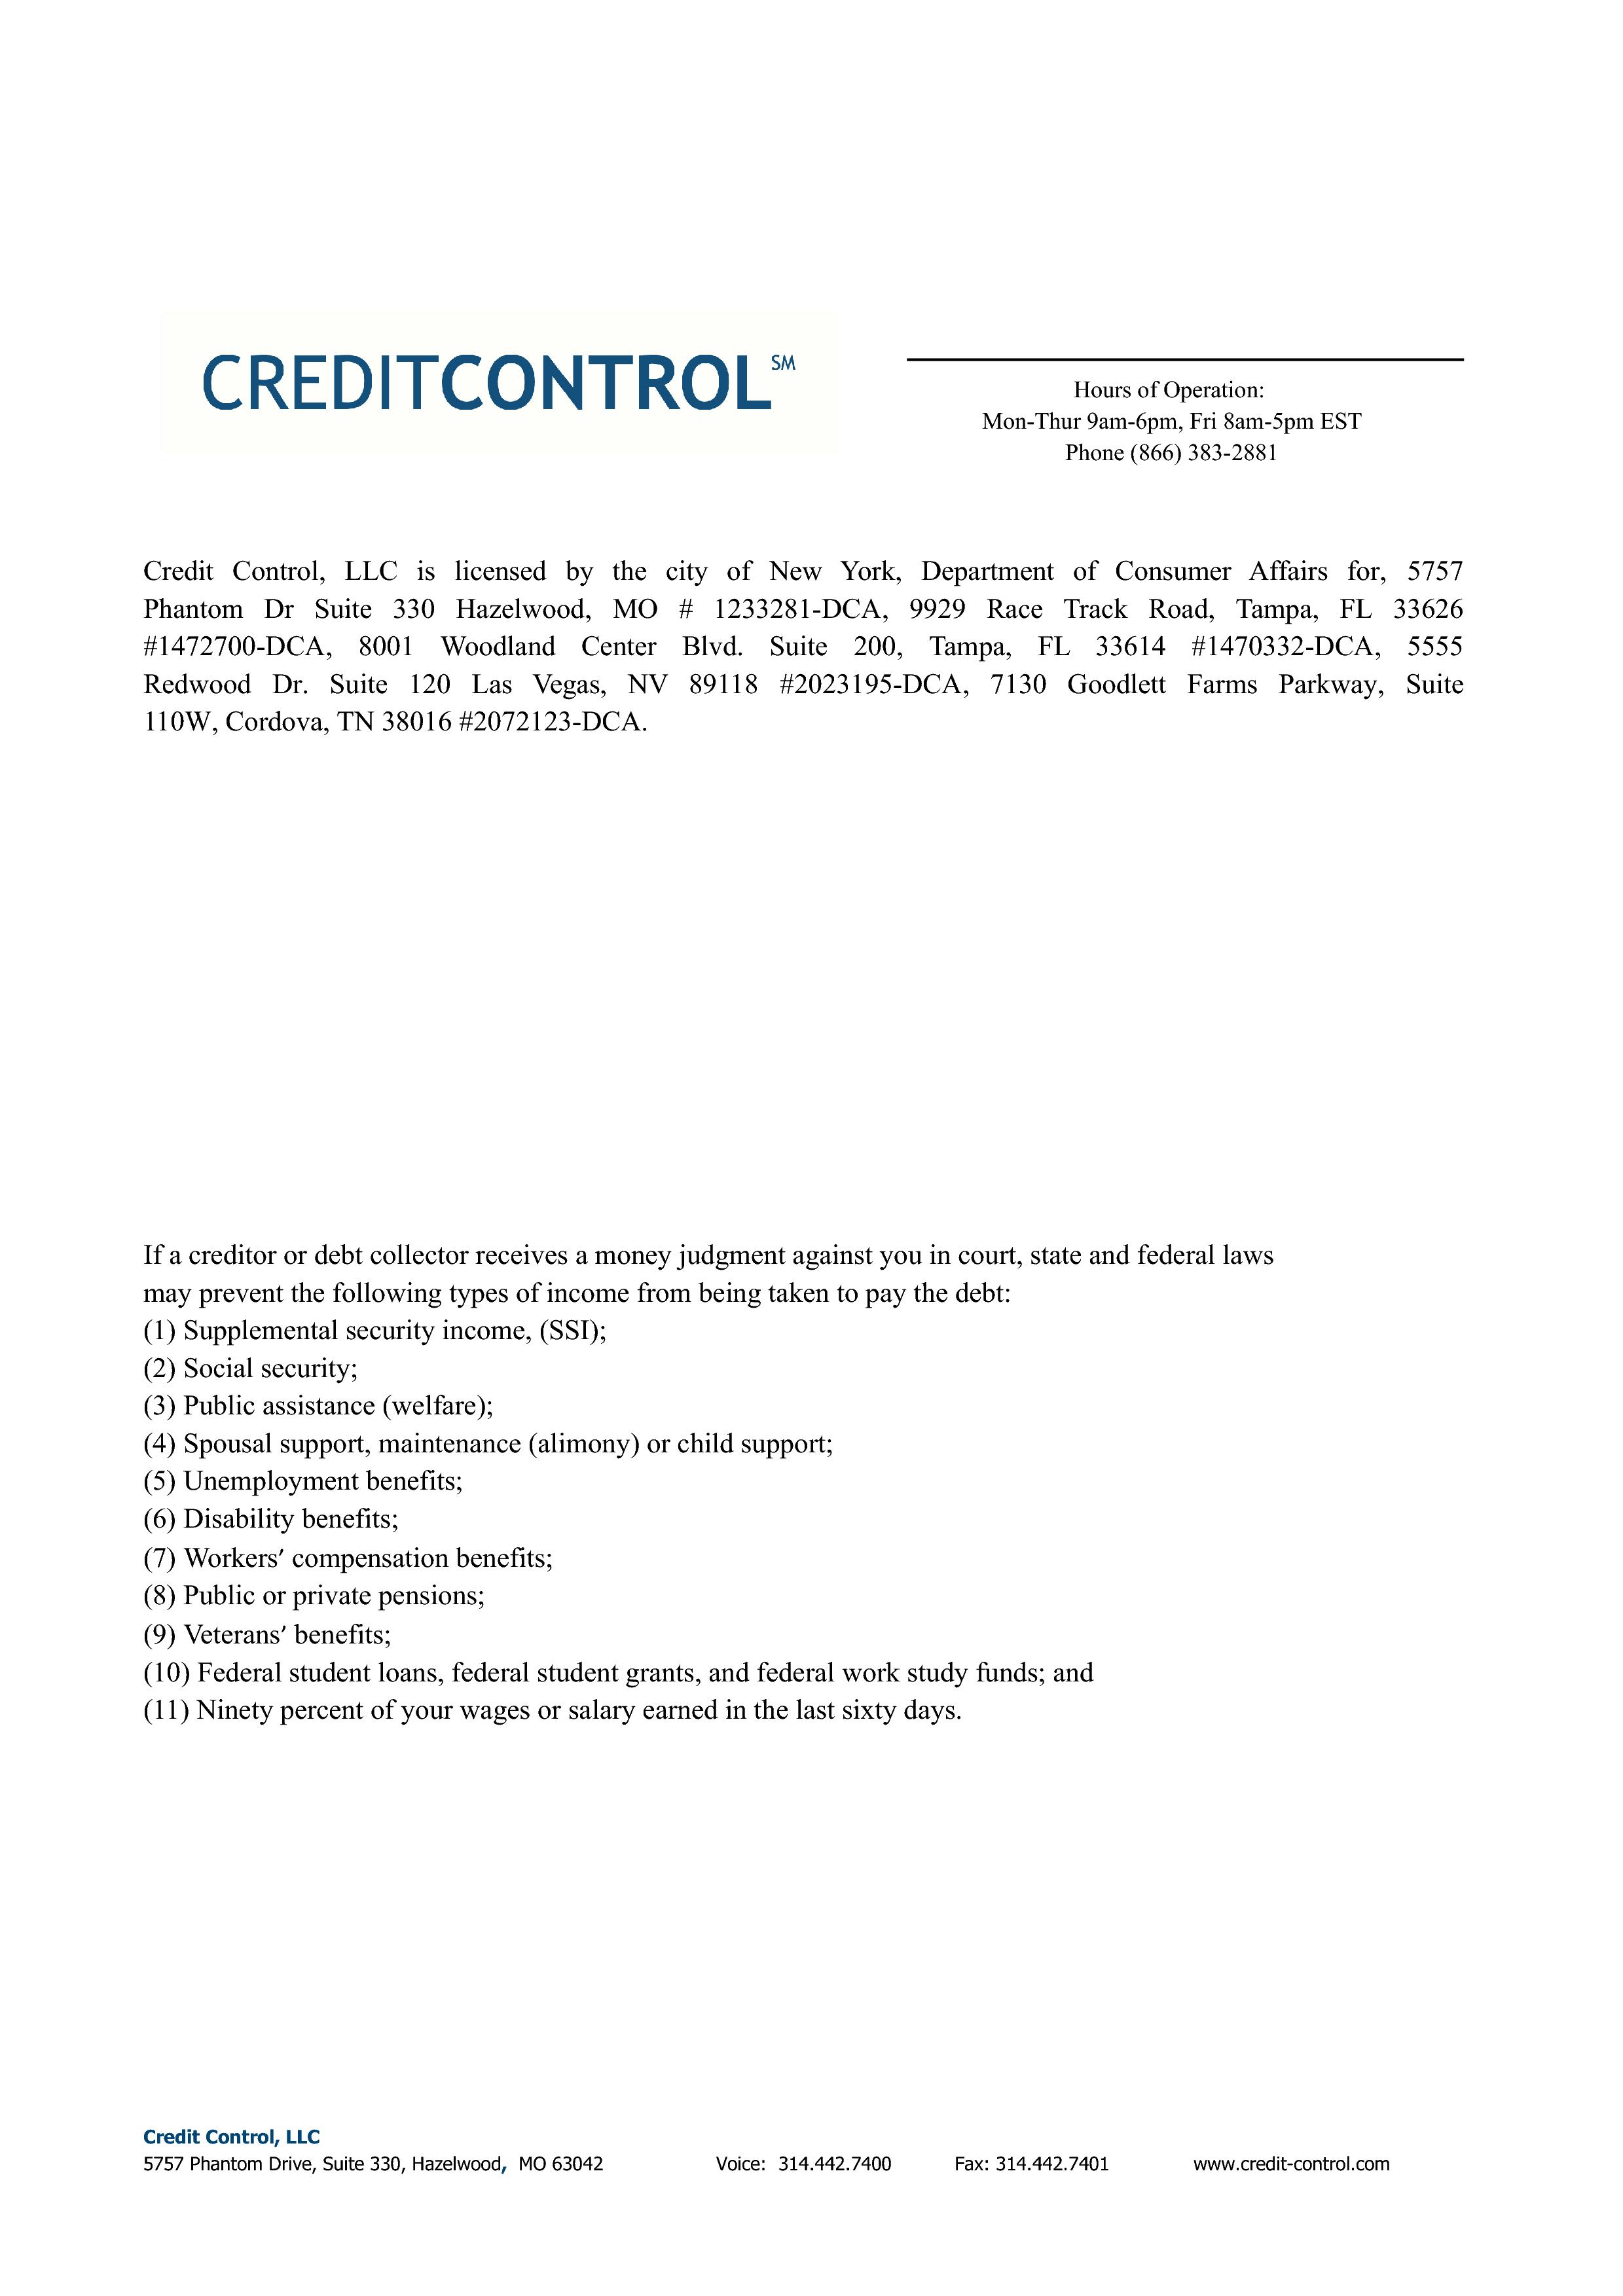 CREDITCONTROL SM
Hours of Operation:
Mon-Thur 9am-6pm, Fri 8am-5pm EST
Phone (866) 383-2881
Credit Control, LLC is licensed by the city of New York, Department of Consumer Affairs for, 5757
Phantom Dr Suite 330 Hazelwood, MO # 1233281-DCA, 9929 Race Track Road, Tampa, FL 33626
#1472700-DCA, 8001 Woodland Center Blvd. Suite 200, Tampa, FL 33614 #1470332-DCA, 5555
Redwood Dr. Suite 120 Las Vegas, NV 89118 #2023195-DCA, 7130 Goodlett Farms Parkway, Suite
110W, Cordova, TN 38016 #2072123-DCA.
If a creditor or debt collector receives a money judgment against you in court, state and federal laws
may prevent the following types of income from being taken to pay the debt:
(1) Supplemental security income, (SSI);
(2) Social security;
(3) Public assistance (welfare);
(4) Spousal support, maintenance (alimony) or child support;
(5) Unemployment benefits;
(6) Disability benefits;
(7) Workers’ compensation benefits;
(8) Public or private pensions;
(9) Veterans’ benefits;
(10) Federal student loans, federal student grants, and federal work study funds; and
(11) Ninety percent of your wages or salary earned in the last sixty days.
Credit Control, LLC
5757 Phantom Drive, Suite 330, Hazelwood, MO 63042 Voice: 314.442.7400 Fax: 314.442.7401 www.credit-control.com